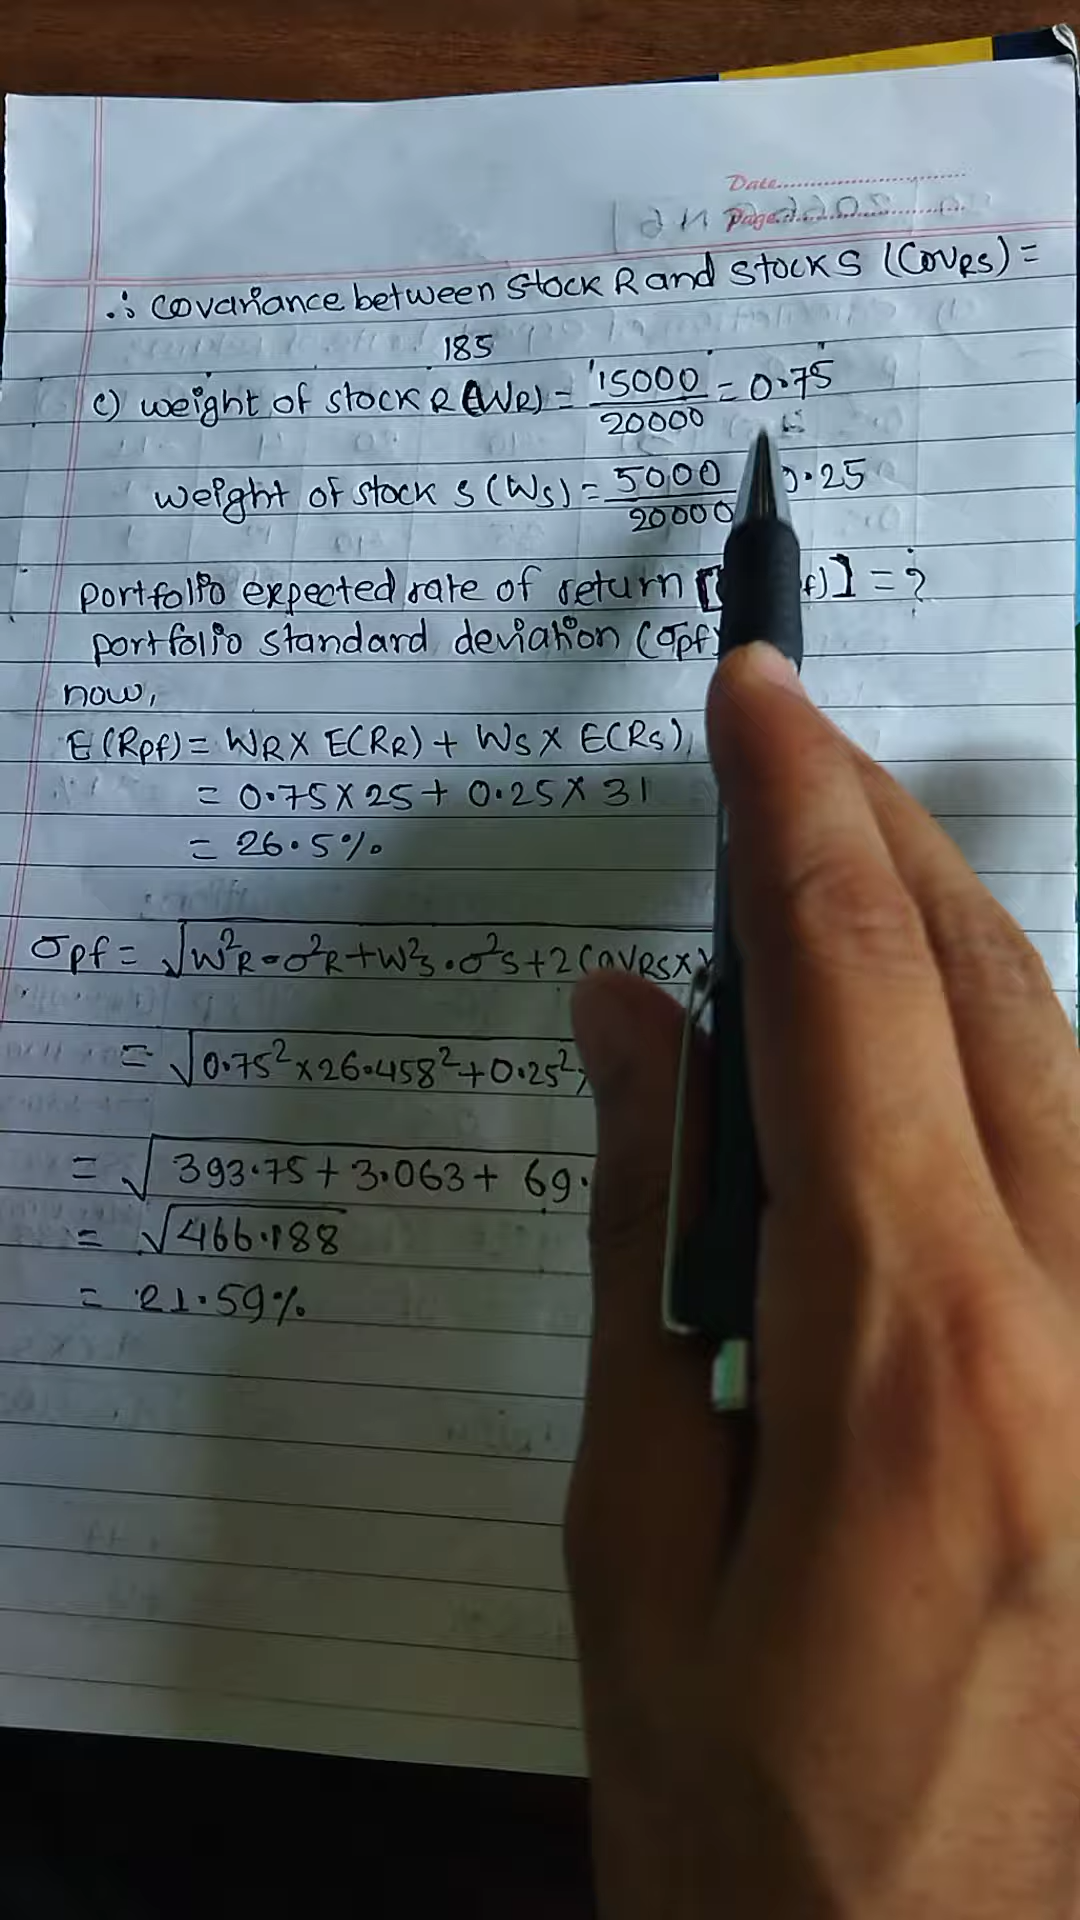 Date
Page
∴ covariance between stock R and stock S (CovRS) =
185
c) weight of stock R (WR) = 15000/20000 = 0.75
weight of stock S (WS) = 5000/20000 0.25
portfolio expected rate of return [ f)] = ?
portfolio standard deviation (σpf)
now,
E(Rpf) = WR X E(RR) + WS X E(RS)
= 0.75 X 25 + 0.25 X 31
= 26.5%
σpf = √W²R.σ²R + W²S.σ²S + 2 CovRS X
= √0.75² x 26.458² + 0.25²
= √393.75 + 3.063 + 69.
= √466.188
= 21.59%